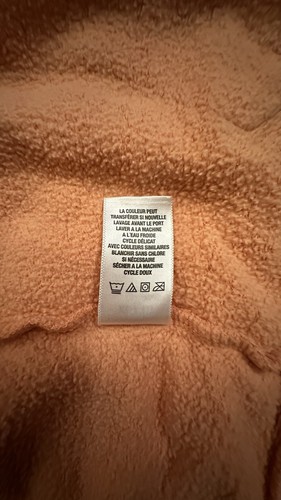 LA COULEUR PEUT
TRANSFÉRER SI NOUVELLE
LAVAGE AVANT LE PORT
LAVER A LA MACHINE
A L'EAU FROIDE
CYCLE DÉLICAT
AVEC COULEURS SIMILAIRES
BLANCHIR SANS CHLORE
SI NÉCESSAIRE
SÉCHER A LA MACHINE
CYCLE DOUX